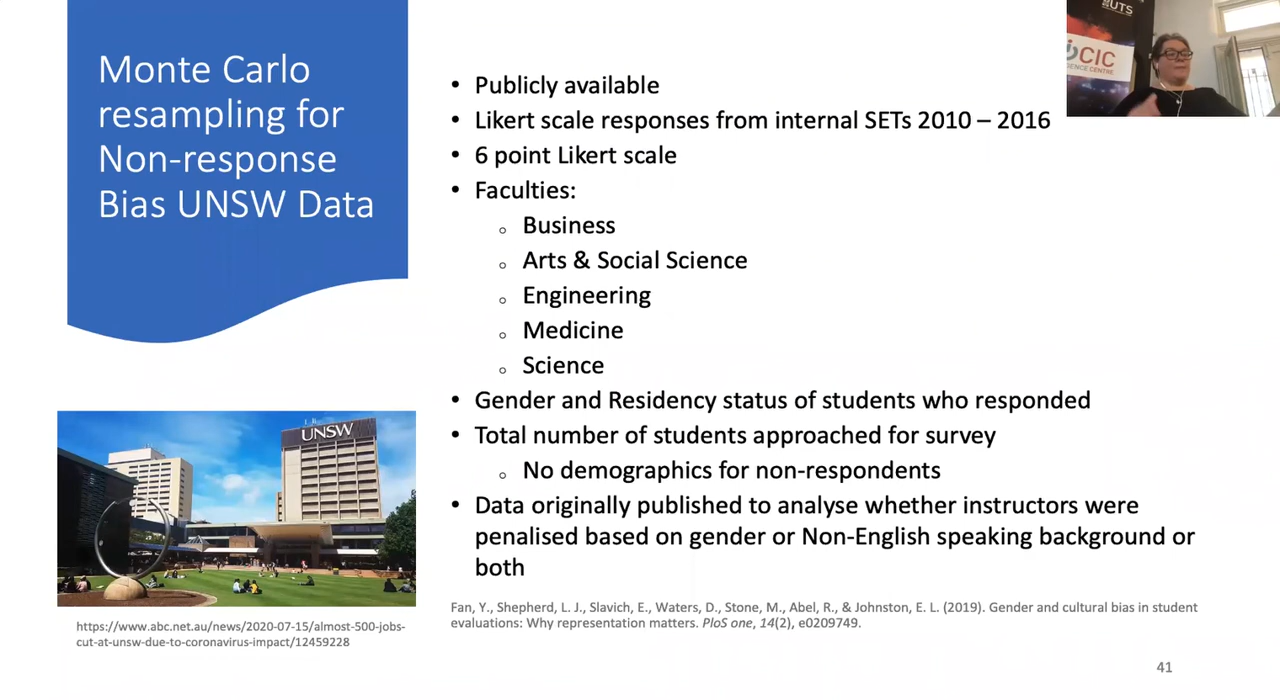 Monte Carlo
resampling for
Non-response
Bias UNSW Data
• Publicly available
• Likert scale responses from internal SETs 2010 – 2016
• 6 point Likert scale
• Faculties:
o Business
o Arts & Social Science
o Engineering
o Medicine
o Science
• Gender and Residency status of students who responded
• Total number of students approached for survey
o No demographics for non-respondents
• Data originally published to analyse whether instructors were
penalised based on gender or Non-English speaking background or
both
Fan, Y., Shepherd, L. J., Slavich, E., Waters, D., Stone, M., Abel, R., & Johnston, E. L. (2019). Gender and cultural bias in student
evaluations: Why representation matters. PloS one, 14(2), e0209749.
UNSW
https://www.abc.net.au/news/2020-07-15/almost-500-jobs-
cut-at-unsw-due-to-coronavirus-impact/12459228
41
UTS
CIC